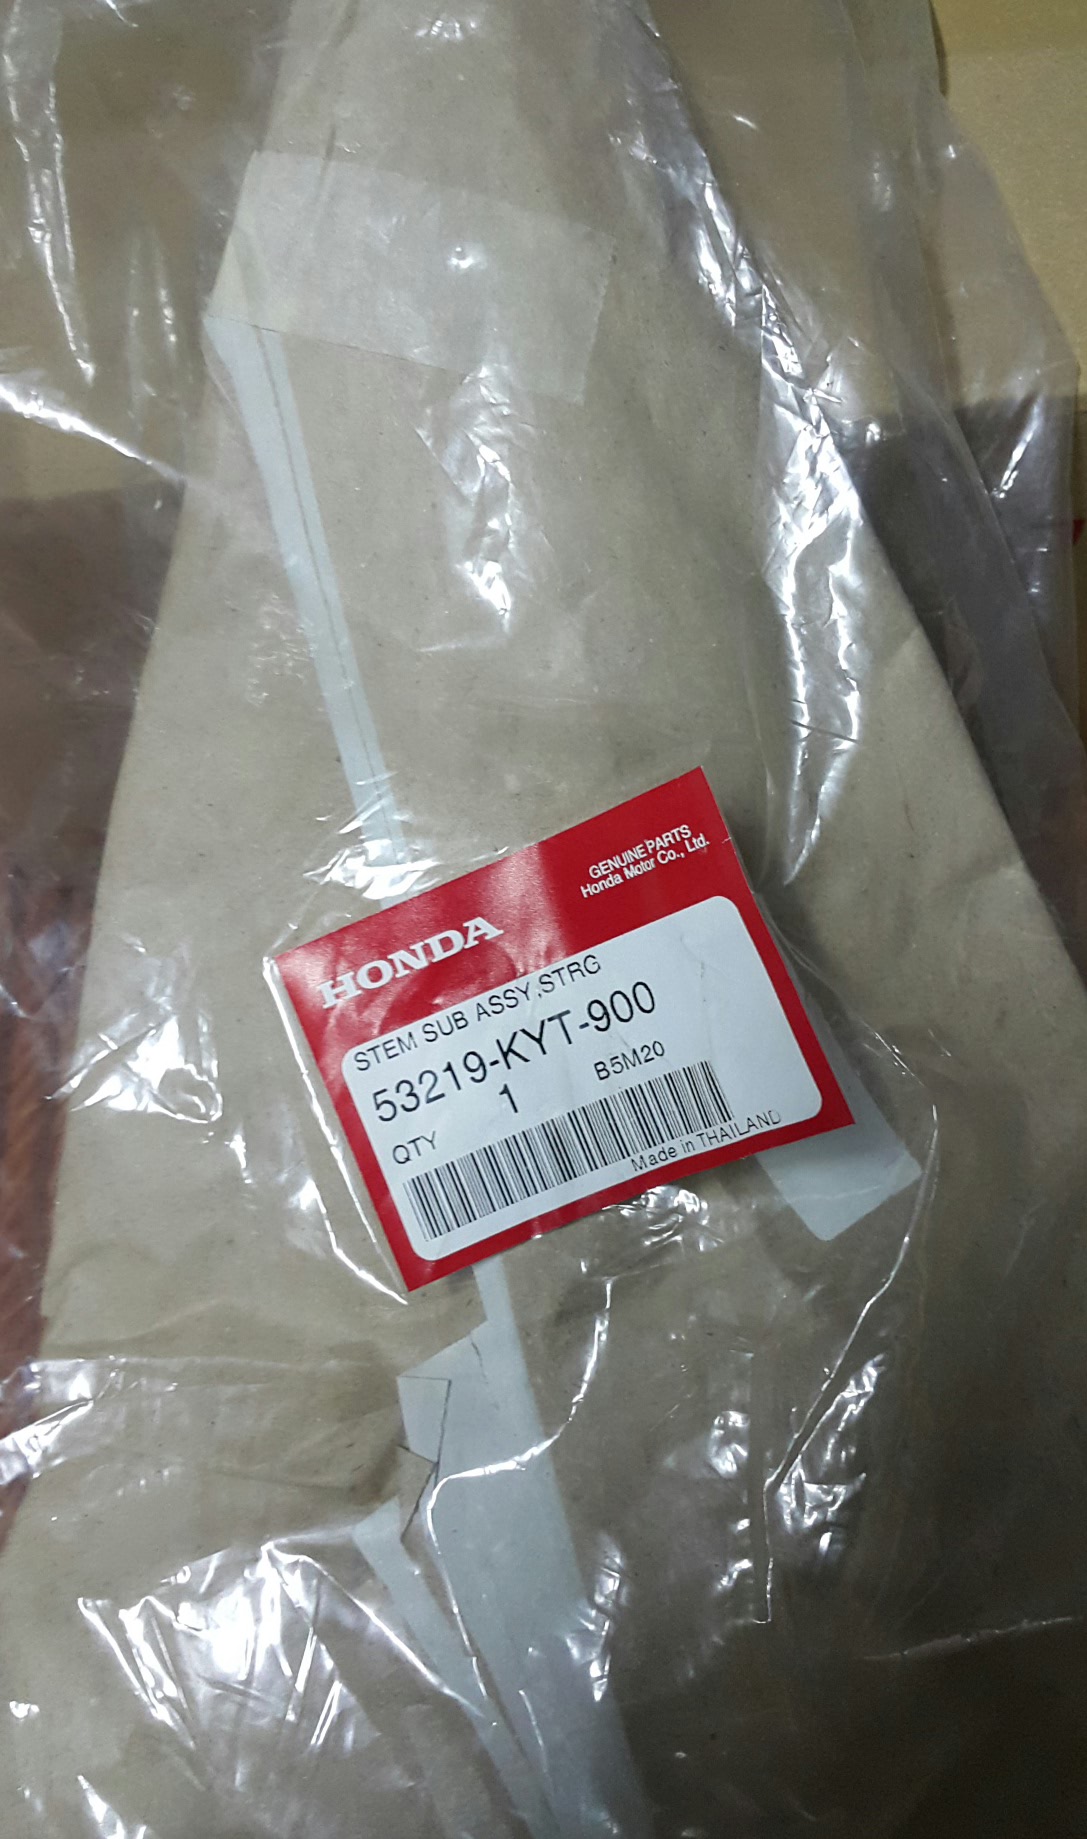 HONDA
GENUINE PARTS
Honda Motor Co., Ltd.
STEM SUB ASSY,STRG
53219-KYT-900
QTY 1 B5M20
Made in THAILAND